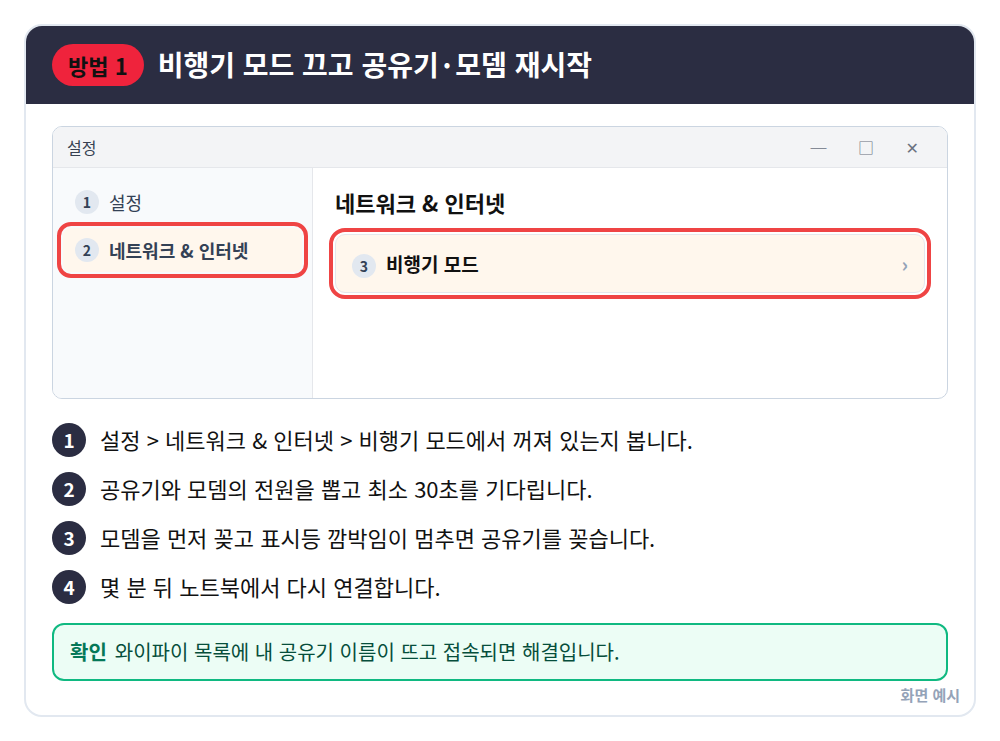 방법 1 비행기 모드 끄고 공유기·모뎀 재시작
설정 — □ ✕
1 설정
2 네트워크 & 인터넷
네트워크 & 인터넷
3 비행기 모드 ›
1 설정 > 네트워크 & 인터넷 > 비행기 모드에서 꺼져 있는지 봅니다.
2 공유기와 모뎀의 전원을 뽑고 최소 30초를 기다립니다.
3 모뎀을 먼저 꽂고 표시등 깜박임이 멈추면 공유기를 꽂습니다.
4 몇 분 뒤 노트북에서 다시 연결합니다.
확인 와이파이 목록에 내 공유기 이름이 뜨고 접속되면 해결입니다.
화면 예시